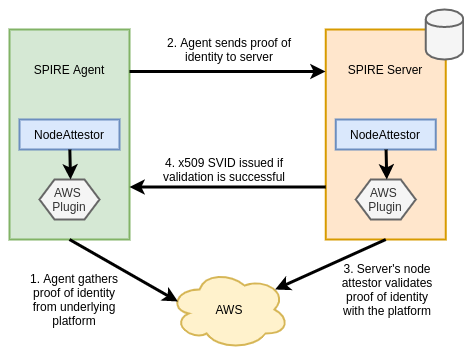 SPIRE Agent
2. Agent sends proof of
identity to server
SPIRE Server
NodeAttestor
AWS
Plugin
4. x509 SVID issued if
validation is successful
NodeAttestor
AWS
Plugin
1. Agent gathers
proof of identity
from underlying
platform
AWS
3. Server's node
attestor validates
proof of identity
with the platform